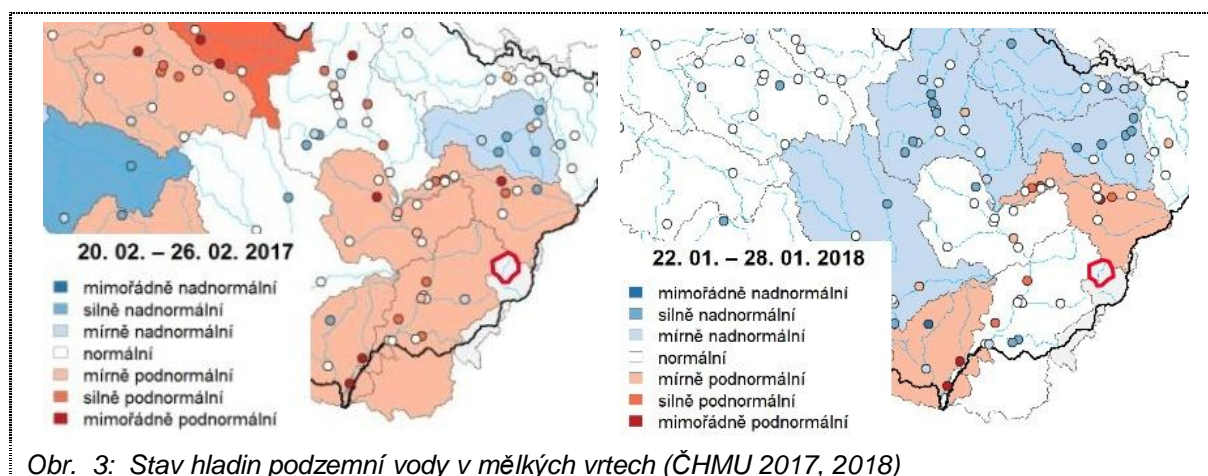 20. 02. – 26. 02. 2017
mimořádně nadnormální
silně nadnormální
mírně nadnormální
normální
mírně podnormální
silně podnormální
mimořádně podnormální
22. 01. – 28. 01. 2018
mimořádně nadnormální
silně nadnormální
mírně nadnormální
normální
mírně podnormální
silně podnormální
mimořádně podnormální
Obr. 3: Stav hladin podzemní vody v mělkých vrtech (ČHMU 2017, 2018)